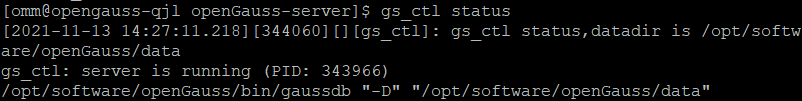 [omm@opengauss-qjl openGauss-server]$ gs_ctl status
[2021-11-13 14:27:11.218][344060][][gs_ctl]: gs_ctl status,datadir is /opt/softw
are/openGauss/data
gs_ctl: server is running (PID: 343966)
/opt/software/openGauss/bin/gaussdb "-D" "/opt/software/openGauss/data"